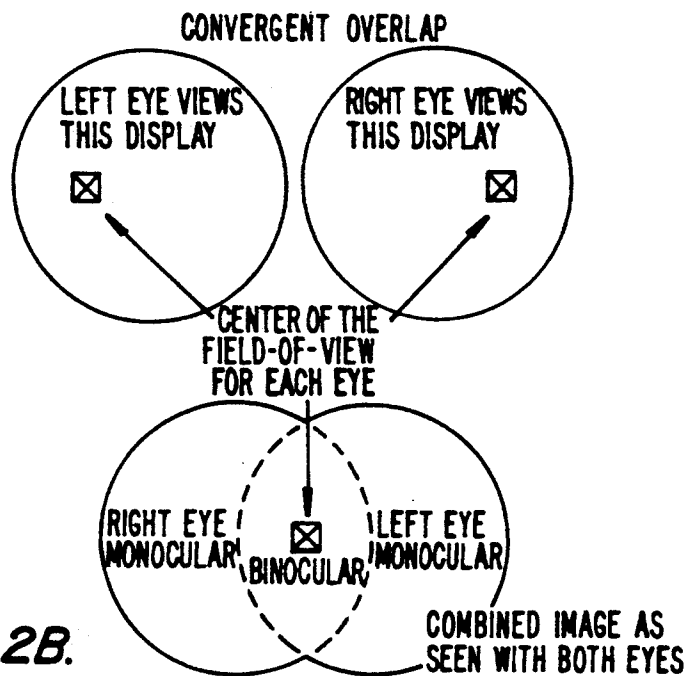 CONVERGENT OVERLAP
LEFT EYE VIEWS
THIS DISPLAY
RIGHT EYE VIEWS
THIS DISPLAY
CENTER OF THE
FIELD-OF-VIEW
FOR EACH EYE
RIGHT EYE
MONOCULAR
BINOCULAR
LEFT EYE
MONOCULAR
2B.
COMBINED IMAGE AS
SEEN WITH BOTH EYES